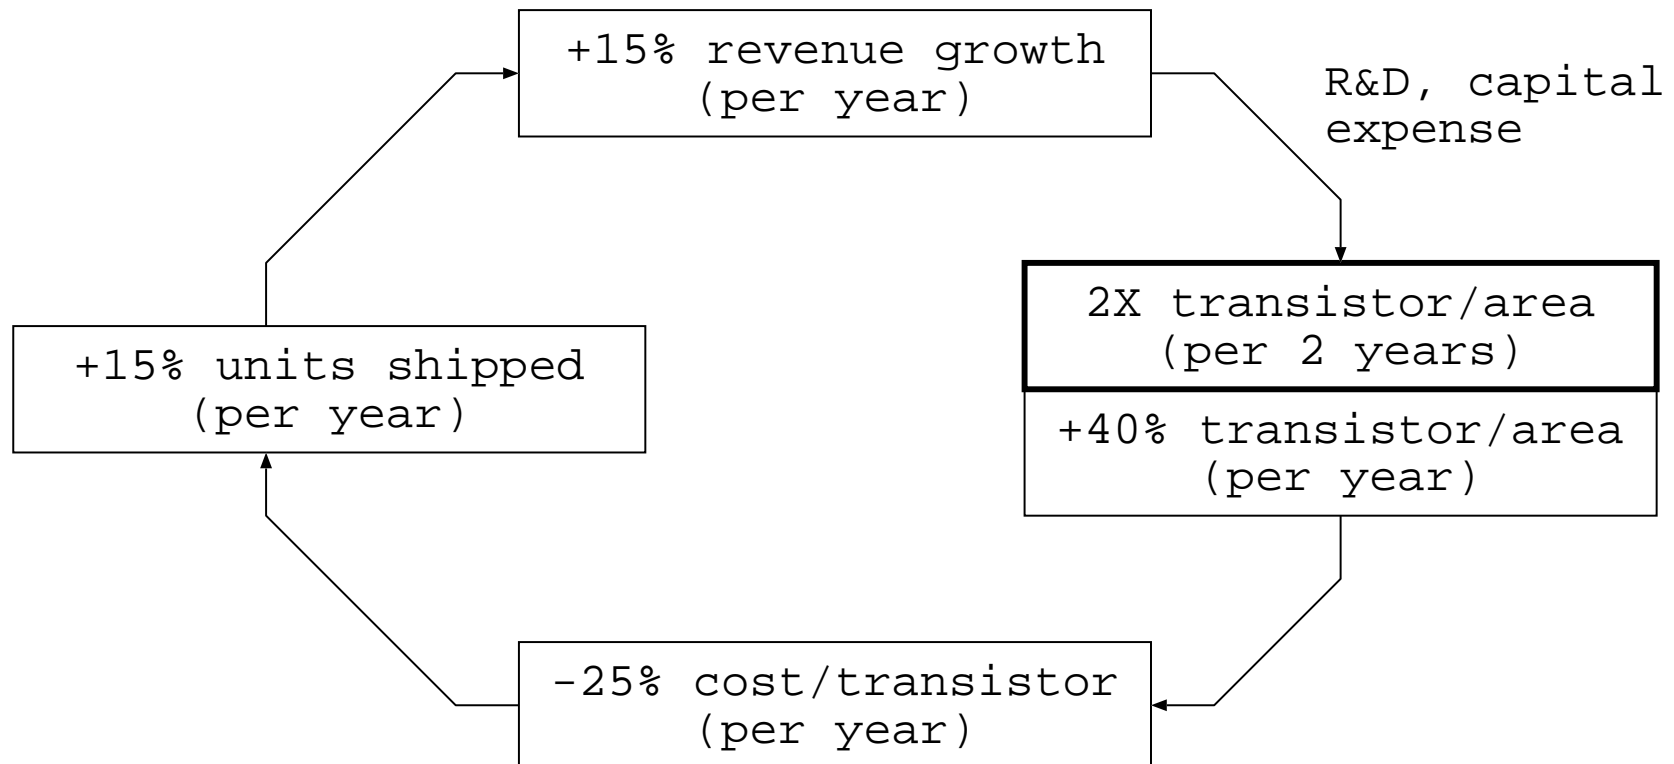 +15% revenue growth
(per year)
R&D, capital
expense
2X transistor/area
(per 2 years)
+40% transistor/area
(per year)
-25% cost/transistor
(per year)
+15% units shipped
(per year)